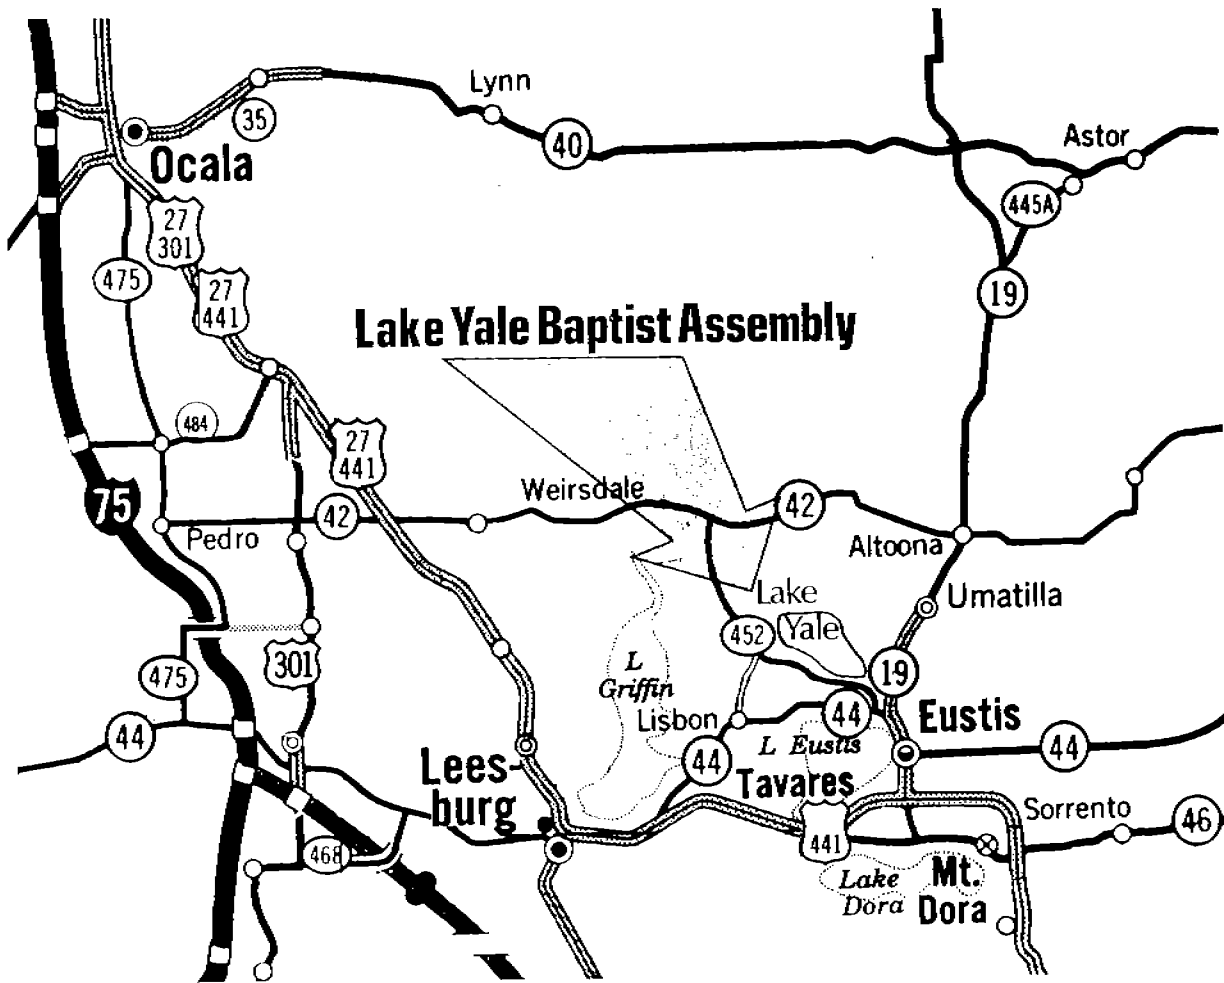 Lynn
35
40
Astor
Ocala
445A
27
301
475
27
441
19
Lake Yale Baptist Assembly
484
27
441
75
Weirsdale
42
42
Pedro
Altoona
Lake
Yale
Umatilla
452
301
L
Griffin
475
19
Lisbon
44
Eustis
44
L Eustis
44
44
Lees-
burg
Tavares
Sorrento
46
441
468
Lake
Dora
Mt.
Dora